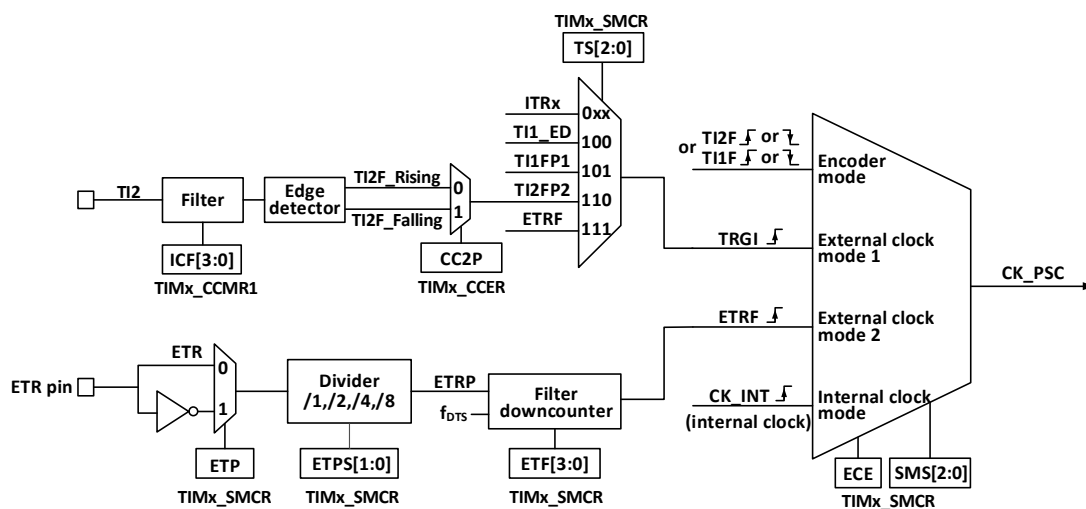 TIMx_SMCR
TS[2:0]
ITRx
0xx
TI1_ED
100
TI1FP1
101
TI2FP2
110
ETRF
111
TI2
Filter
Edge
detector
TI2F_Rising
0
TI2F_Falling
1
ICF[3:0]
TIMx_CCMR1
CC2P
TIMx_CCER
TI2F or
or TI1F or
Encoder
mode
TRGI
External clock
mode 1
CK_PSC
ETRF
External clock
mode 2
CK_INT
(internal clock)
Internal clock
mode
ECE
SMS[2:0]
TIMx_SMCR
ETR pin
ETR
0
1
ETP
TIMx_SMCR
Divider
/1,/2,/4,/8
ETPS[1:0]
TIMx_SMCR
ETRP
fDTS
Filter
downcounter
ETF[3:0]
TIMx_SMCR